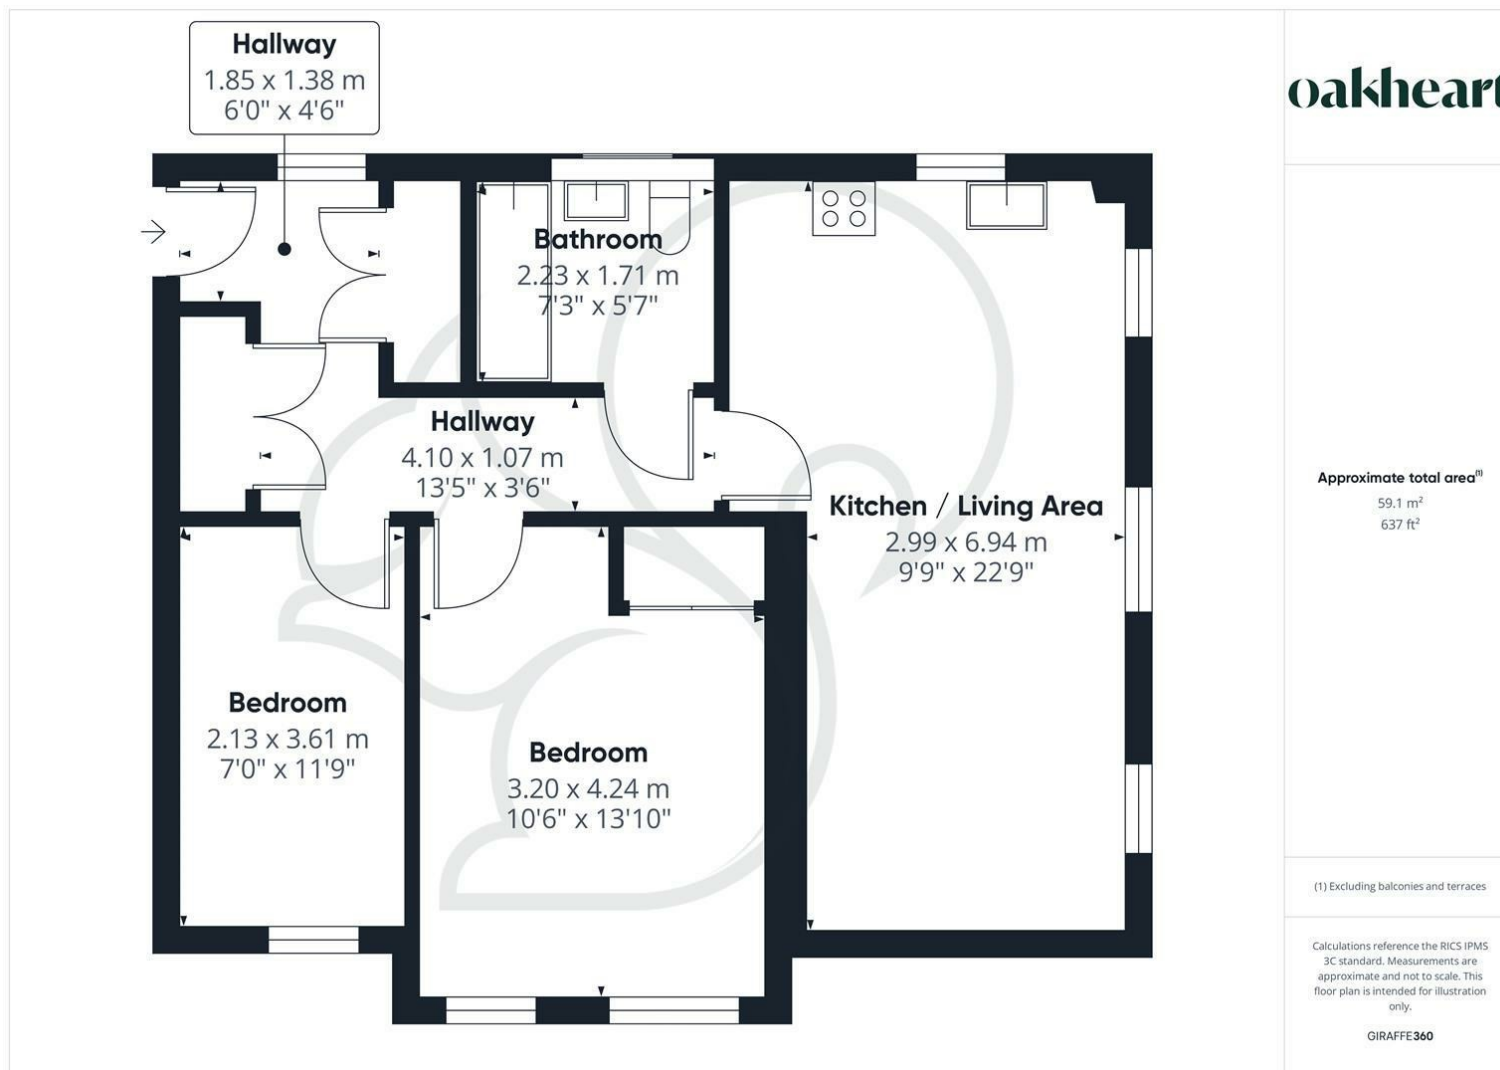 Hallway
1.85 x 1.38 m
6'0" x 4'6"
Bathroom
2.23 x 1.71 m
7'3" x 5'7"
Hallway
4.10 x 1.07 m
13'5" x 3'6"
Kitchen / Living Area
2.99 x 6.94 m
9'9" x 22'9"
Bedroom
2.13 x 3.61 m
7'0" x 11'9"
Bedroom
3.20 x 4.24 m
10'6" x 13'10"
oakheart
Approximate total area(1)
59.1 m²
637 ft²
(1) Excluding balconies and terraces
Calculations reference the RICS IPMS
3C standard. Measurements are
approximate and not to scale. This
floor plan is intended for illustration
only.
GIRAFFE360